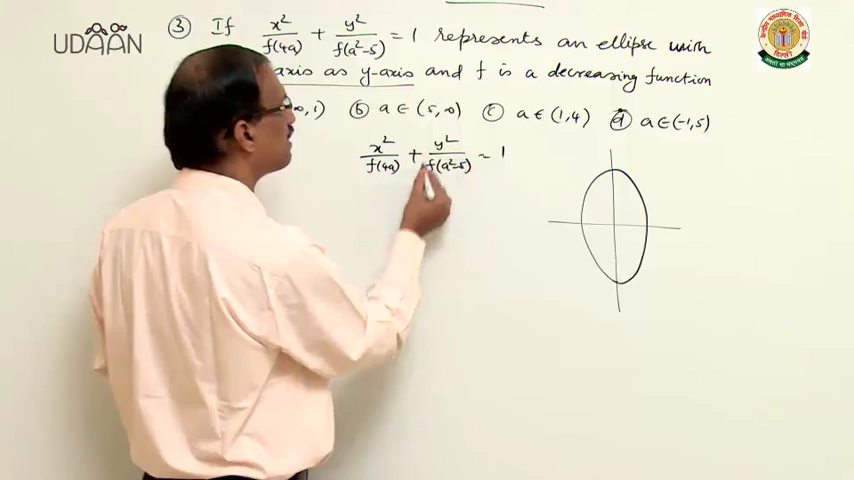 UDAAN
③ If x²/f(4a) + y²/f(a²-5) = 1 represents an ellipse with
axis as y-axis and f is a decreasing function
,1) ⓑ a ∈ (5, ∞) ⓒ a ∈ (1,4) ⓓ a ∈ (-1,5)
x²/f(4a) + y²/f(a²-5) = 1